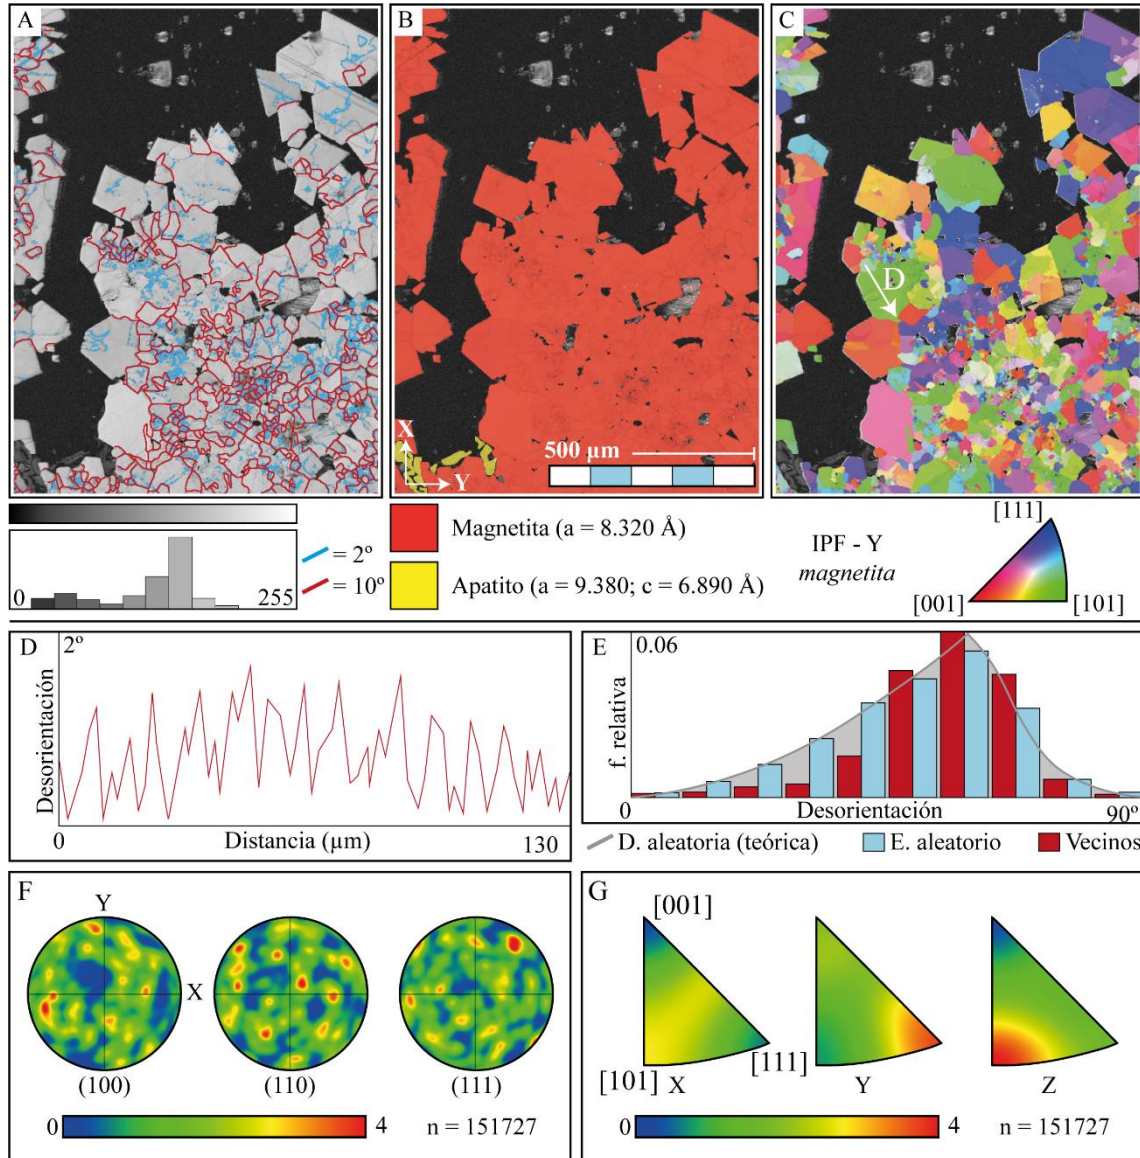 A
B
C
D
X
Y
500 µm
0
255
= 2º
= 10º
Magnetita (a = 8.320 Å)
Apatito (a = 9.380; c = 6.890 Å)
IPF - Y
magnetita
[111]
[001]
[101]
D
2º
Desorientación
0
Distancia (µm)
130
E
0.06
f. relativa
0
Desorientación
90º
D. aleatoria (teórica)
E. aleatorio
Vecinos
F
Y
X
(100)
(110)
(111)
0
4
n = 151727
G
[001]
[101]
X
[111]
Y
Z
0
4
n = 151727